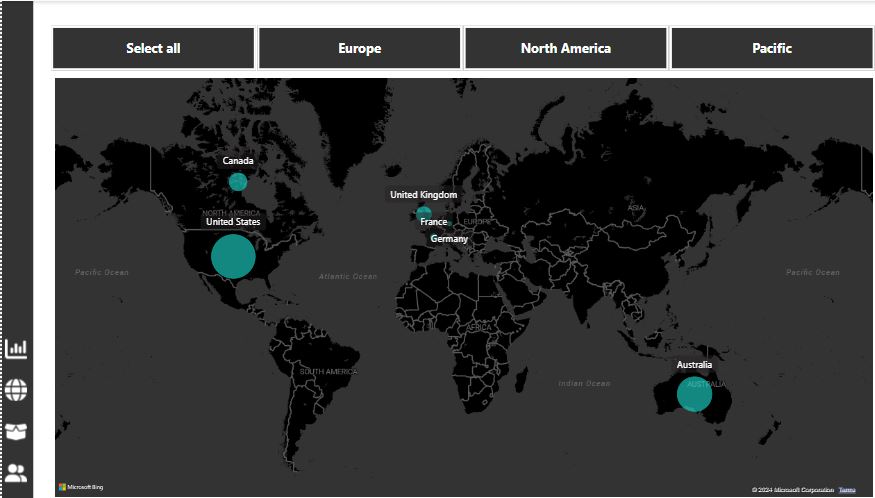 Select all
Europe
North America
Pacific
Canada
United Kingdom
NORTH AMERICA
United States
France
EUROPE
Germany
ASIA
Pacific Ocean
Atlantic Ocean
Pacific Ocean
AFRICA
SOUTH AMERICA
Indian Ocean
Australia
AUSTRALIA
Microsoft Bing
© 2024 Microsoft Corporation Terms